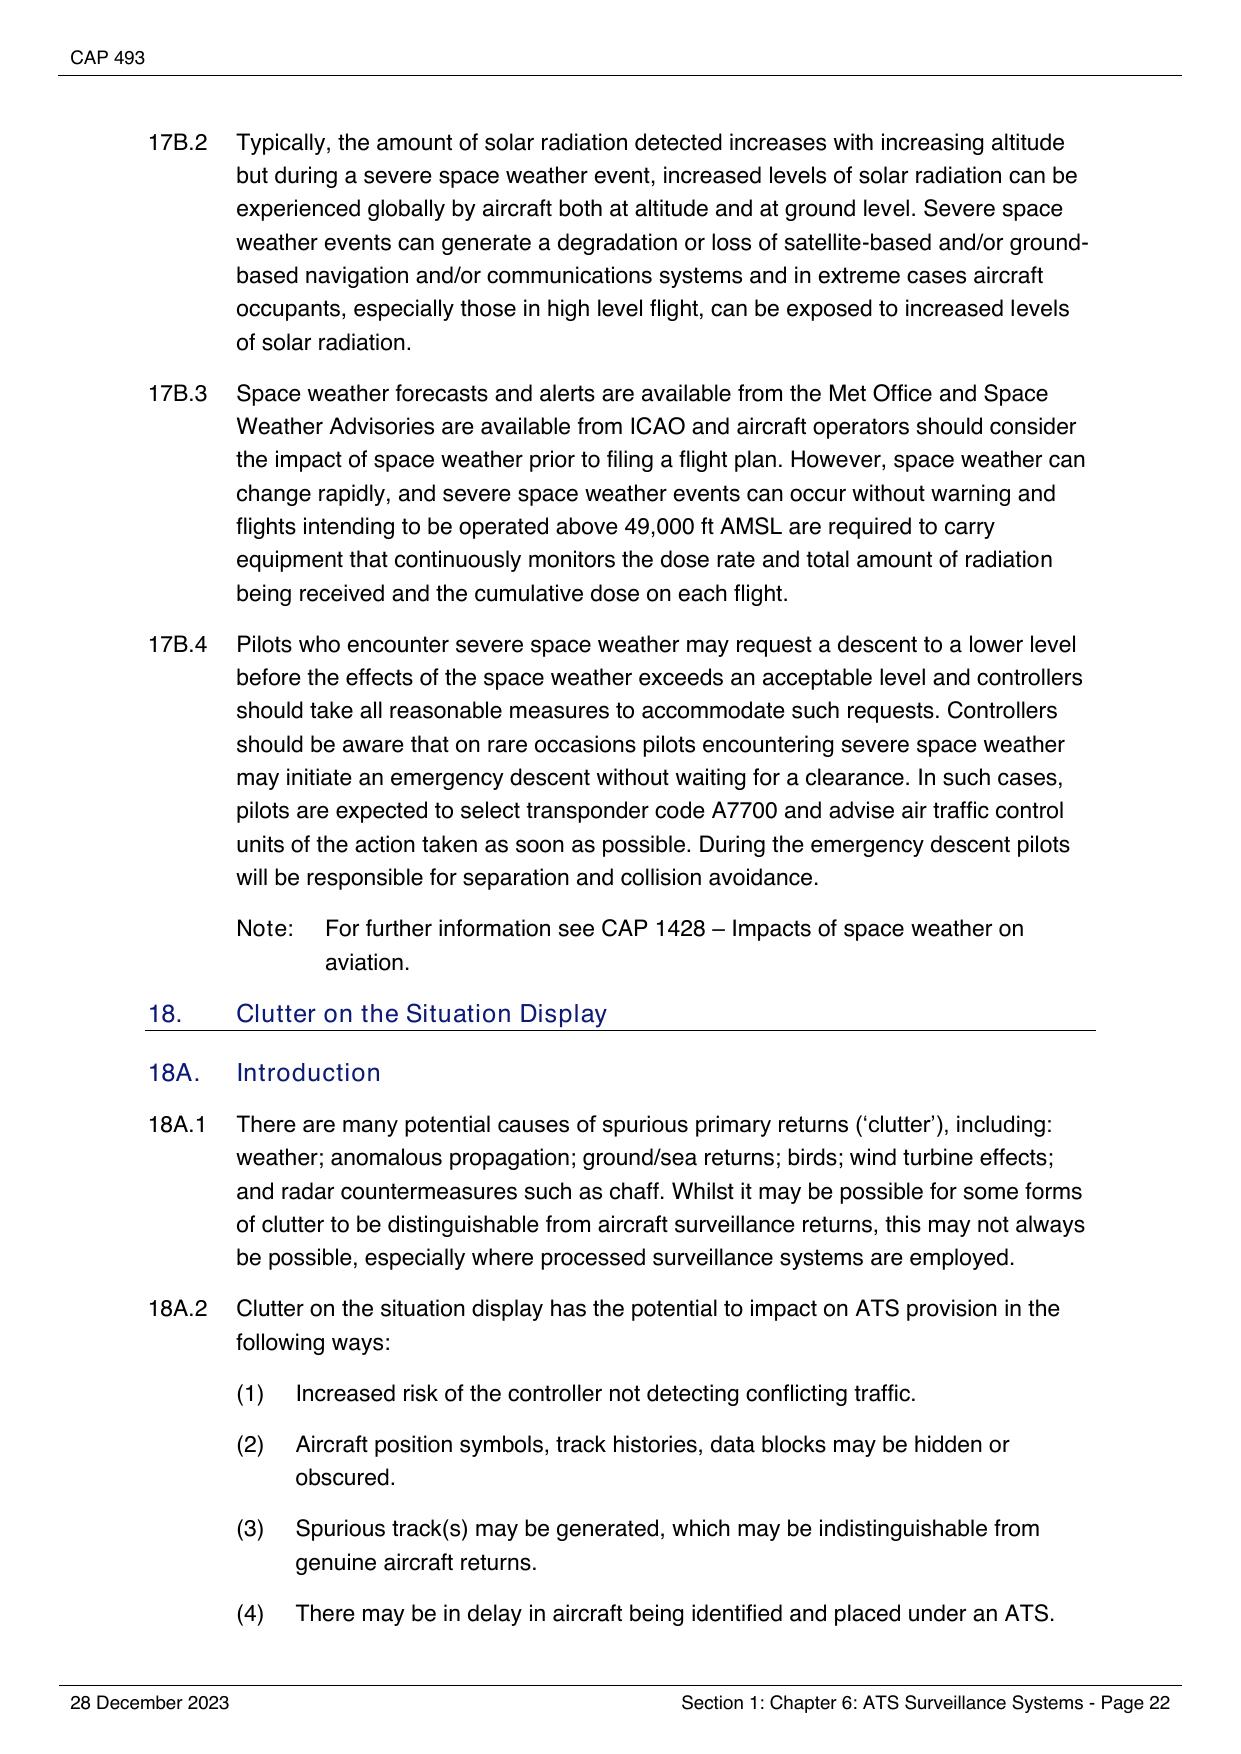 CAP 493
17B.2 Typically, the amount of solar radiation detected increases with increasing altitude
but during a severe space weather event, increased levels of solar radiation can be
experienced globally by aircraft both at altitude and at ground level. Severe space
weather events can generate a degradation or loss of satellite-based and/or ground-
based navigation and/or communications systems and in extreme cases aircraft
occupants, especially those in high level flight, can be exposed to increased levels
of solar radiation.
17B.3 Space weather forecasts and alerts are available from the Met Office and Space
Weather Advisories are available from ICAO and aircraft operators should consider
the impact of space weather prior to filing a flight plan. However, space weather can
change rapidly, and severe space weather events can occur without warning and
flights intending to be operated above 49,000 ft AMSL are required to carry
equipment that continuously monitors the dose rate and total amount of radiation
being received and the cumulative dose on each flight.
17B.4 Pilots who encounter severe space weather may request a descent to a lower level
before the effects of the space weather exceeds an acceptable level and controllers
should take all reasonable measures to accommodate such requests. Controllers
should be aware that on rare occasions pilots encountering severe space weather
may initiate an emergency descent without waiting for a clearance. In such cases,
pilots are expected to select transponder code A7700 and advise air traffic control
units of the action taken as soon as possible. During the emergency descent pilots
will be responsible for separation and collision avoidance.
Note: For further information see CAP 1428 – Impacts of space weather on
aviation.
18. Clutter on the Situation Display
18A. Introduction
18A.1 There are many potential causes of spurious primary returns (‘clutter’), including:
weather; anomalous propagation; ground/sea returns; birds; wind turbine effects;
and radar countermeasures such as chaff. Whilst it may be possible for some forms
of clutter to be distinguishable from aircraft surveillance returns, this may not always
be possible, especially where processed surveillance systems are employed.
18A.2 Clutter on the situation display has the potential to impact on ATS provision in the
following ways:
(1) Increased risk of the controller not detecting conflicting traffic.
(2) Aircraft position symbols, track histories, data blocks may be hidden or
obscured.
(3) Spurious track(s) may be generated, which may be indistinguishable from
genuine aircraft returns.
(4) There may be in delay in aircraft being identified and placed under an ATS.
28 December 2023 Section 1: Chapter 6: ATS Surveillance Systems - Page 22